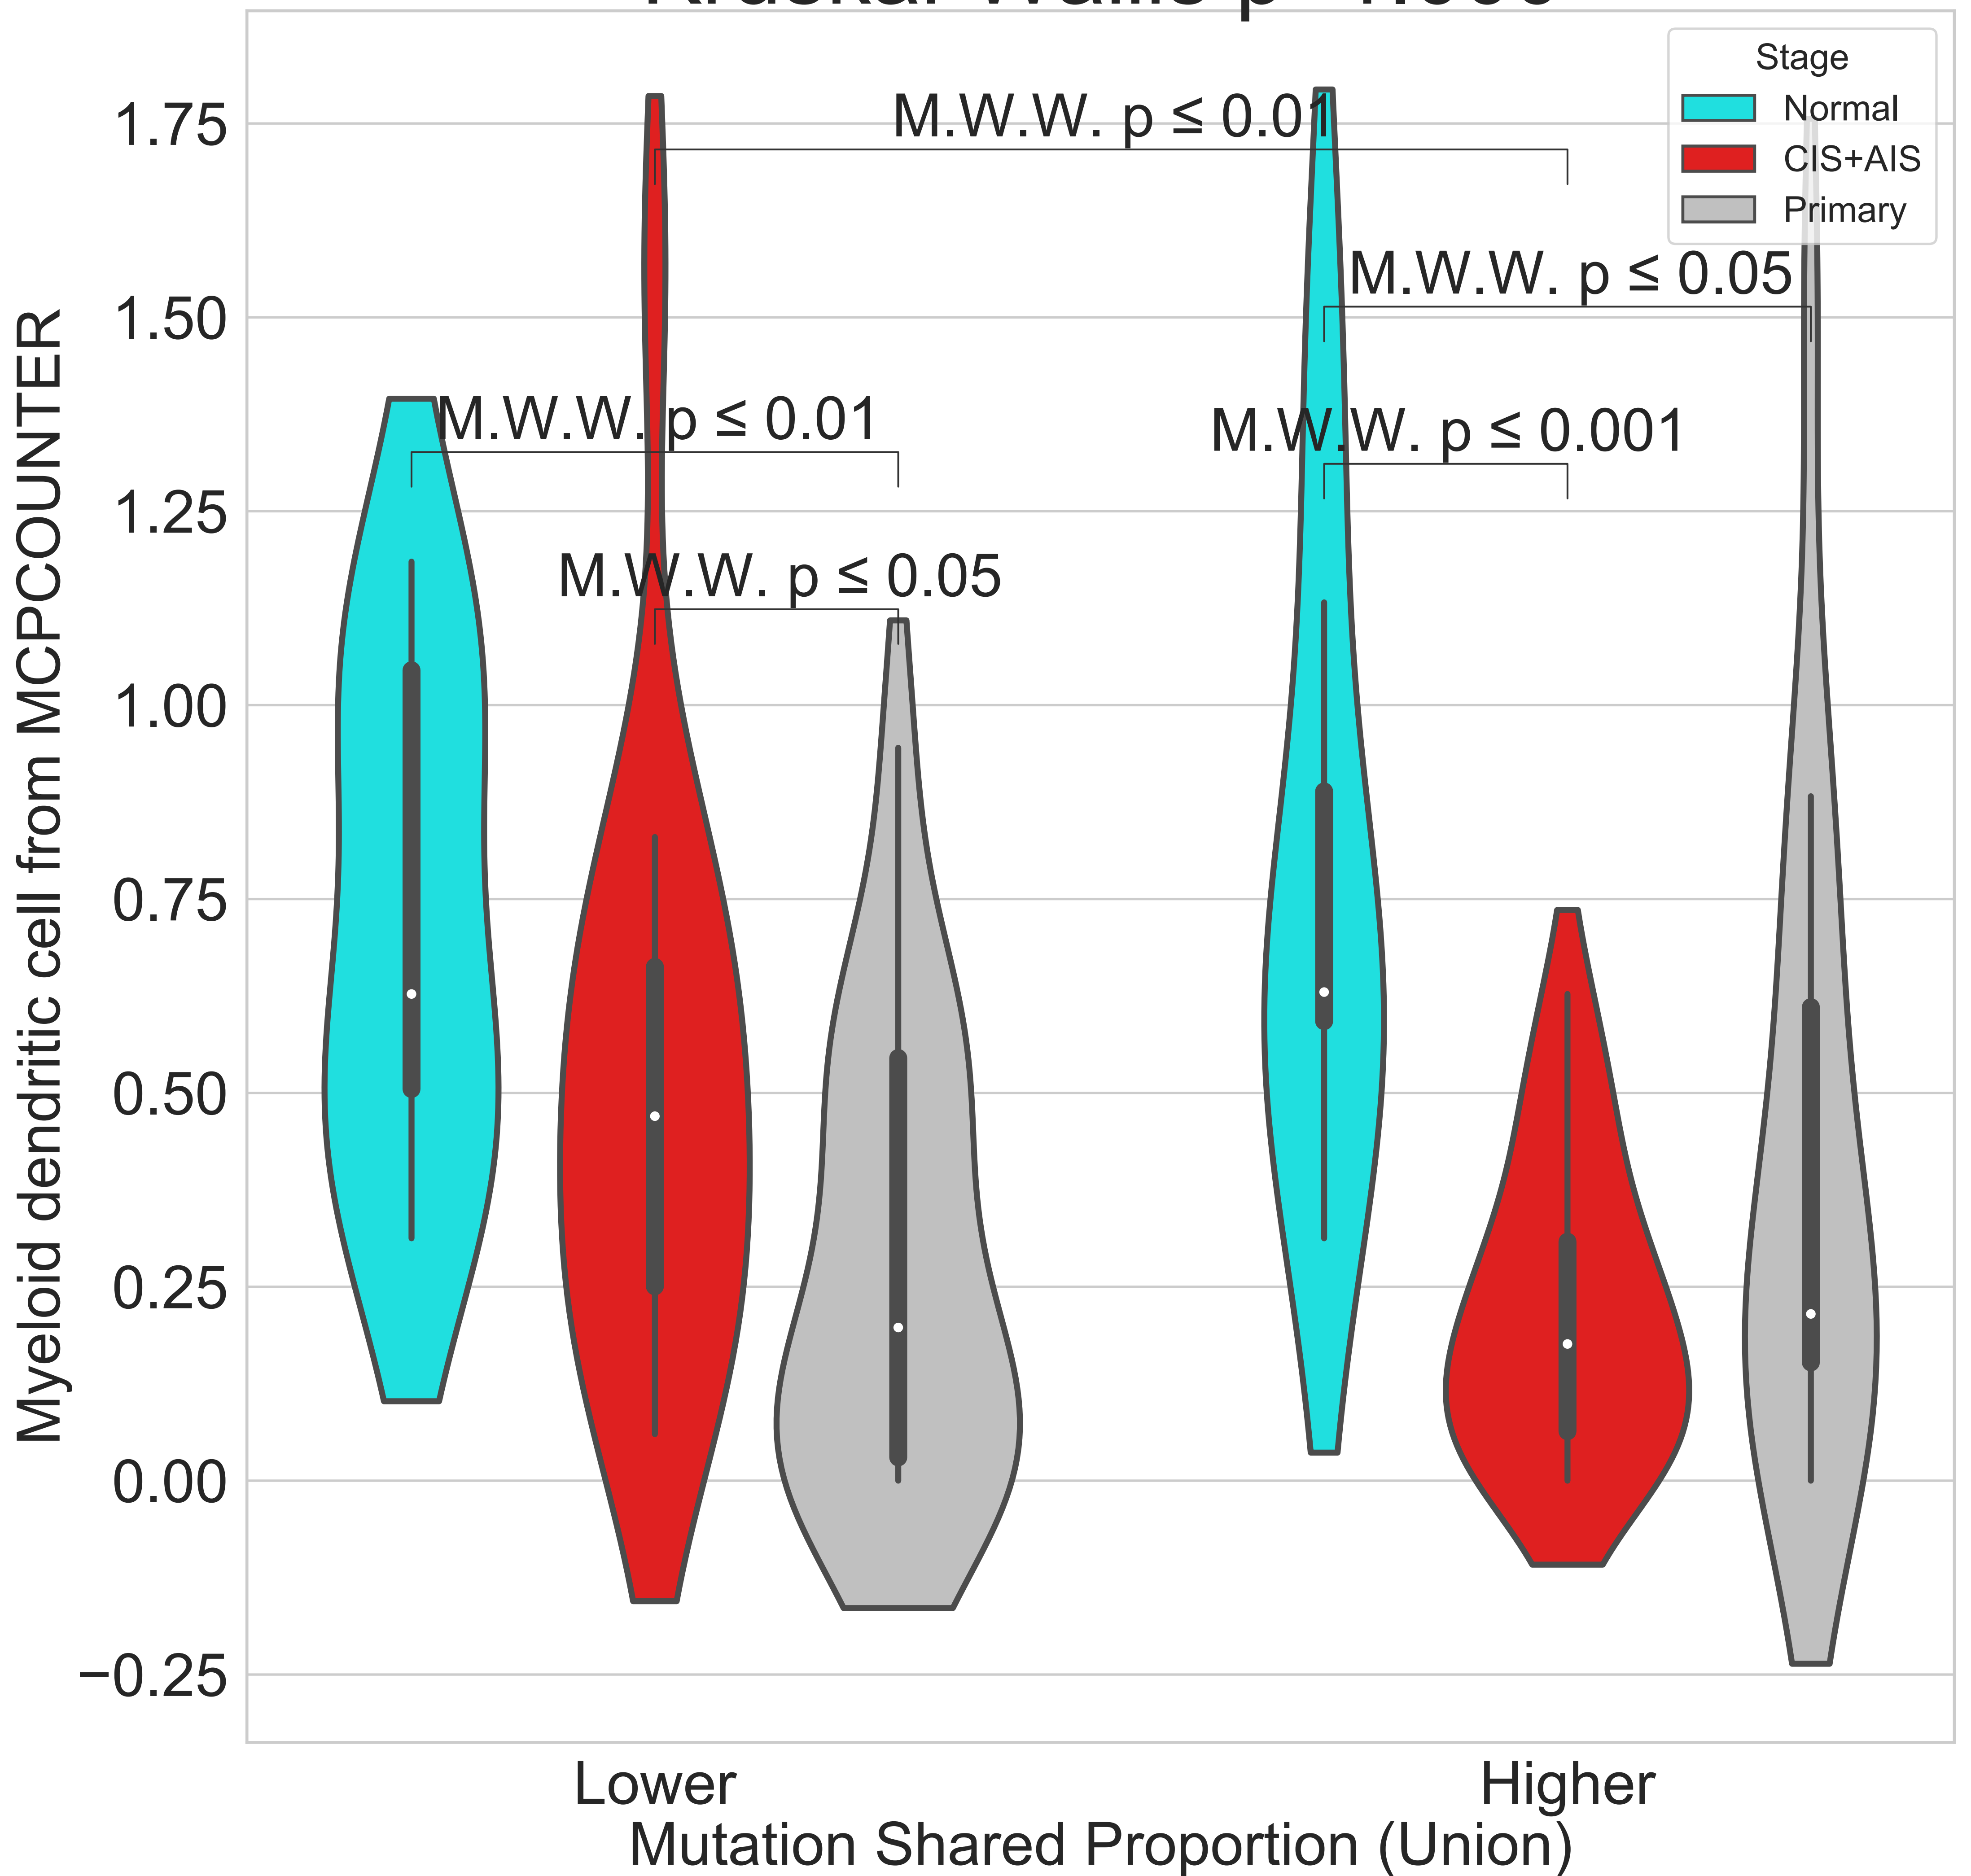 Stage
Normal
CIS+AIS
Primary
M.W.W. p ≤ 0.01
M.W.W. p ≤ 0.05
M.W.W. p ≤ 0.01
M.W.W. p ≤ 0.001
M.W.W. p ≤ 0.05
1.75
1.50
1.25
1.00
0.75
0.50
0.25
0.00
−0.25
Myeloid dendritic cell from MCPCOUNTER
Lower
Higher
Mutation Shared Proportion (Union)